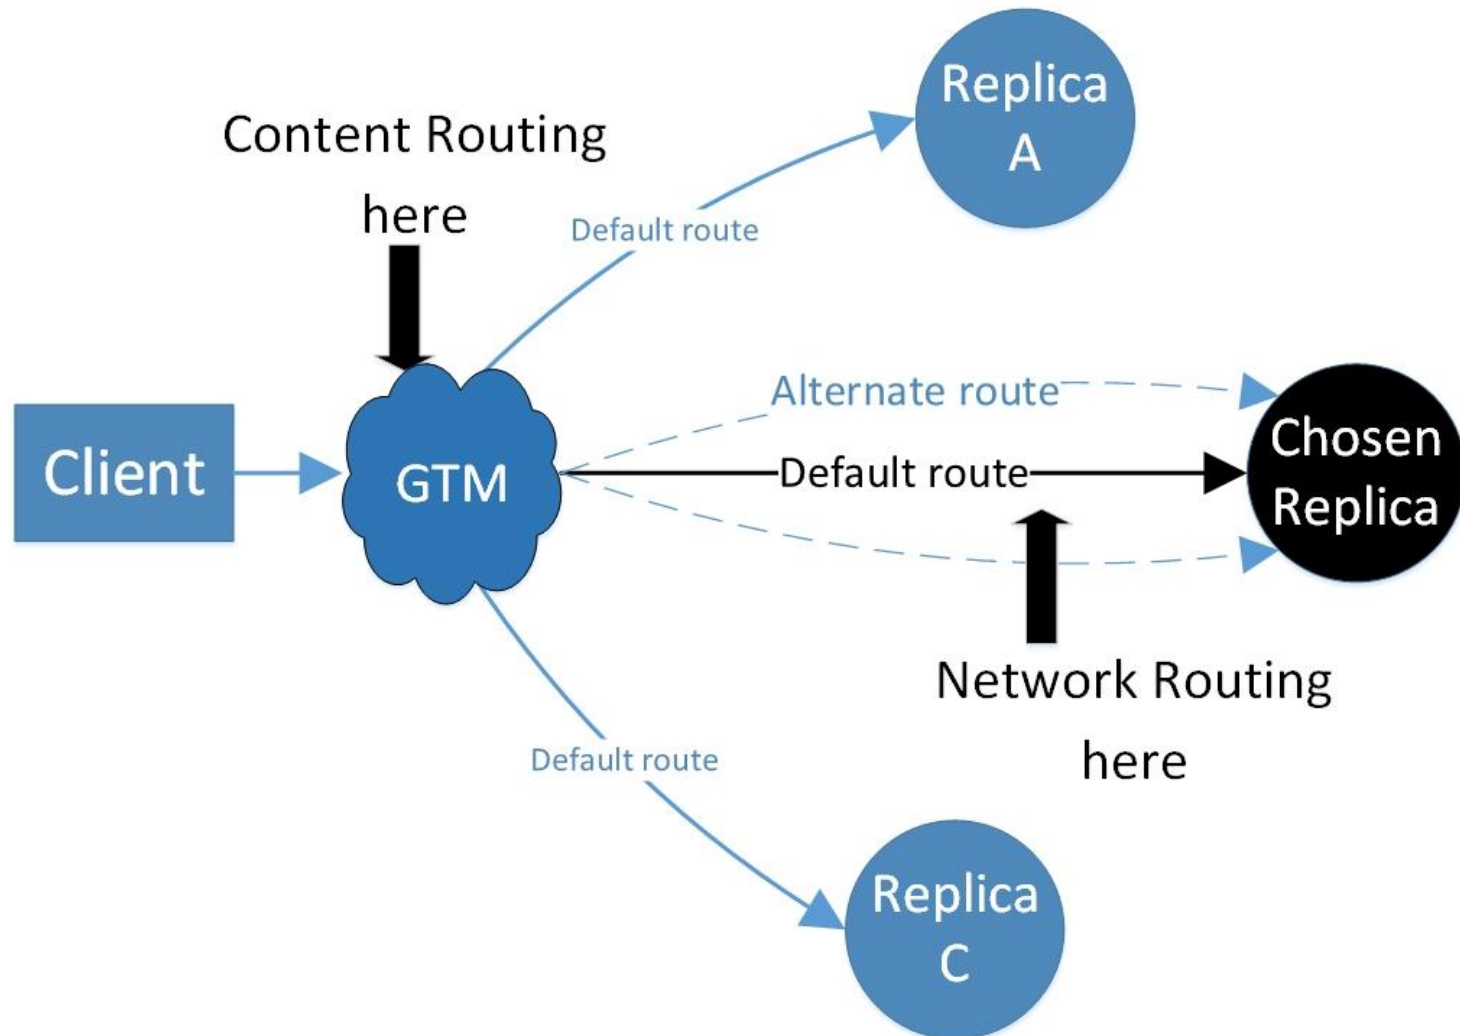 Replica
A
Content Routing
here
Default route
Alternate route
Client
GTM
Default route
Chosen
Replica
Network Routing
here
Default route
Replica
C